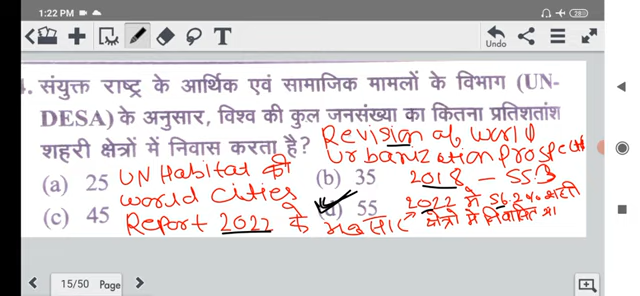 1:22 PM
28
Undo
4. संयुक्त राष्ट्र के आर्थिक एवं सामाजिक मामलों के विभाग (UN-
DESA) के अनुसार, विश्व की कुल जनसंख्या का कितना प्रतिशतांश
शहरी क्षेत्रों में निवास करता है?
Revision of World
Urbanization Prospects
(a) 25
UN Habitat की
(b) 35
2018 - 55.3
World Cities
(c) 45
Report 2022 के
(d) 55
2022 में 56.2%
क्षेत्रों में
15/50 Page